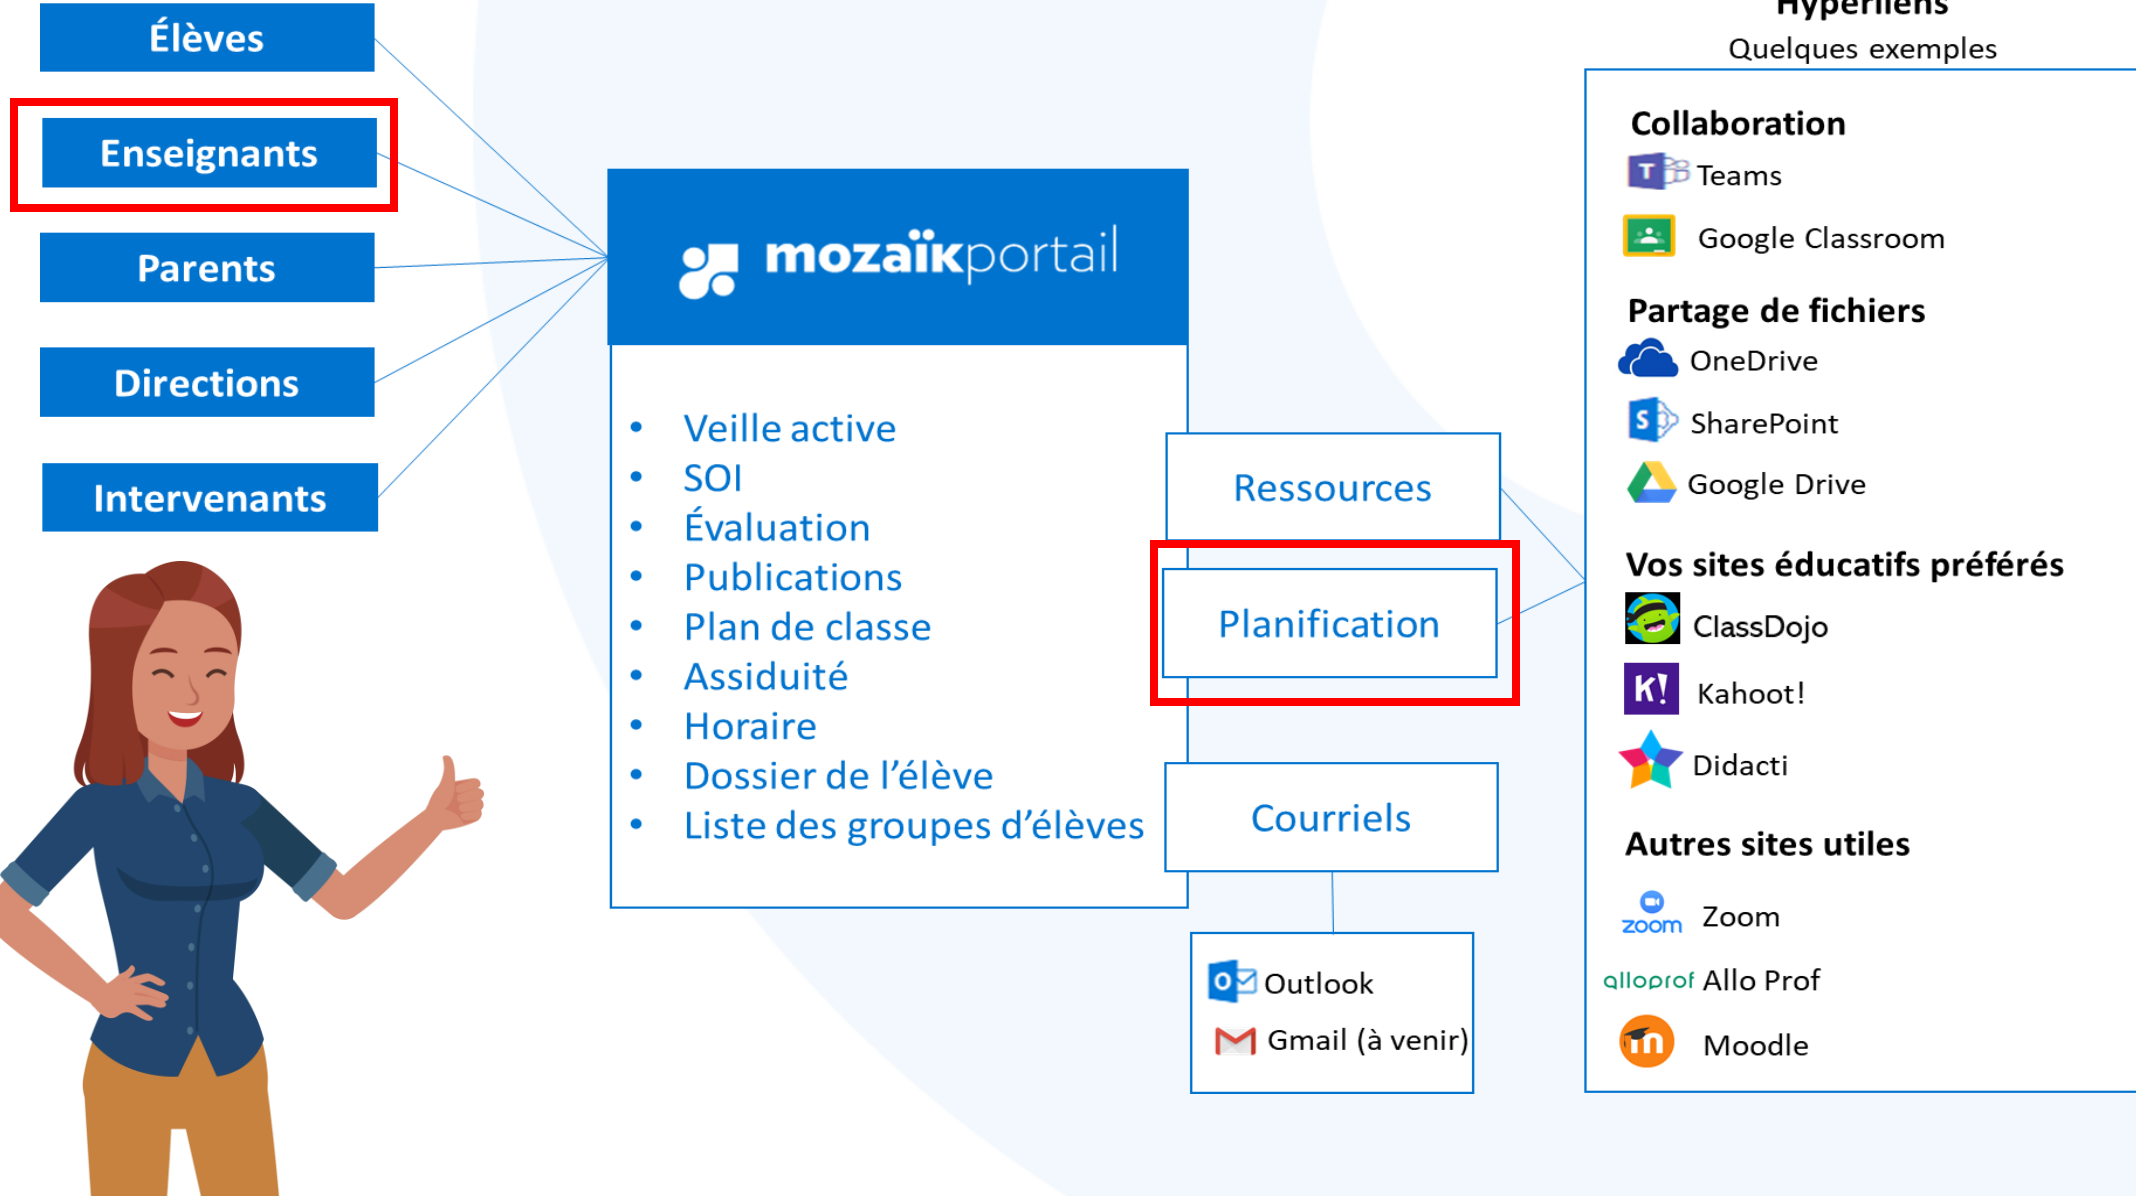 Élèves
Enseignants
Parents
Directions
Intervenants
mozaïkportail
• Veille active
• SOI
• Évaluation
• Publications
• Plan de classe
• Assiduité
• Horaire
• Dossier de l’élève
• Liste des groupes d’élèves
Ressources
Planification
Courriels
Outlook
Gmail (à venir)
Hyperliens
Quelques exemples
Collaboration
T Teams
Google Classroom
Partage de fichiers
OneDrive
S SharePoint
Google Drive
Vos sites éducatifs préférés
ClassDojo
K! Kahoot!
Didacti
Autres sites utiles
zoom Zoom
alloprof Allo Prof
m Moodle